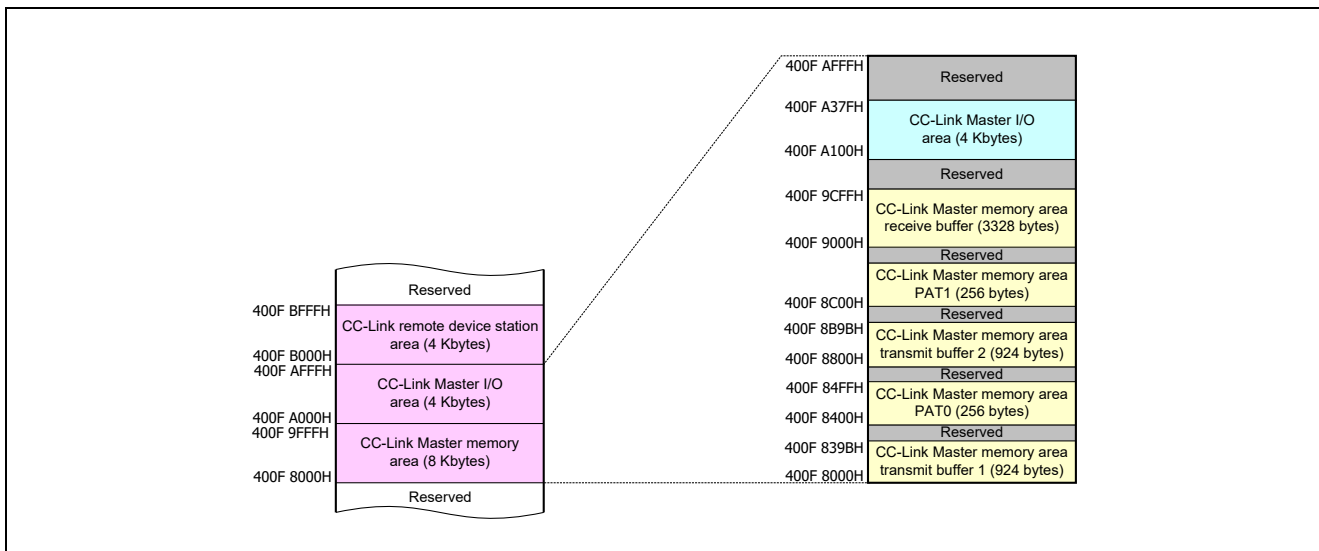 Reserved
400F BFFFH
CC-Link remote device station
area (4 Kbytes)
400F B000H
400F AFFFH
CC-Link Master I/O
area (4 Kbytes)
400F A000H
400F 9FFFH
CC-Link Master memory
area (8 Kbytes)
400F 8000H
Reserved
400F AFFFH
Reserved
400F A37FH
CC-Link Master I/O
area (4 Kbytes)
400F A100H
Reserved
400F 9CFFH
CC-Link Master memory area
receive buffer (3328 bytes)
400F 9000H
Reserved
CC-Link Master memory area
PAT1 (256 bytes)
400F 8C00H
Reserved
400F 8B9BH
CC-Link Master memory area
transmit buffer 2 (924 bytes)
400F 8800H
Reserved
400F 84FFH
CC-Link Master memory area
PAT0 (256 bytes)
400F 8400H
Reserved
400F 839BH
CC-Link Master memory area
transmit buffer 1 (924 bytes)
400F 8000H